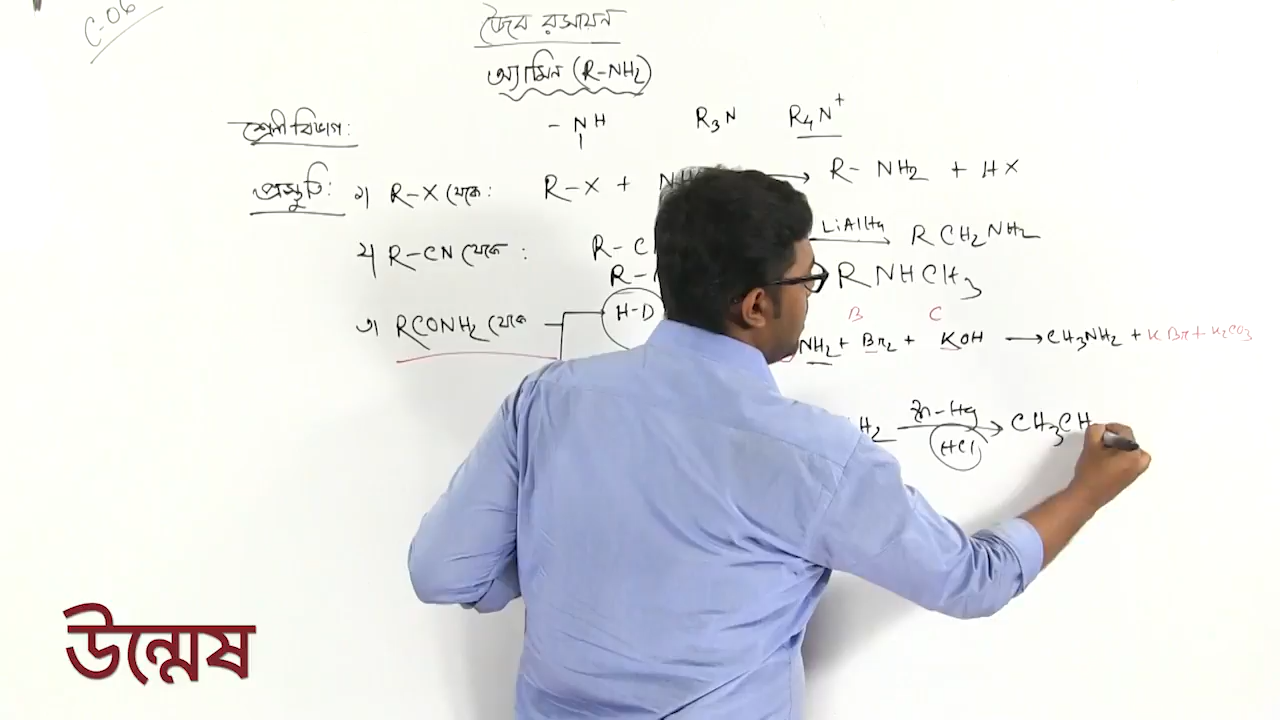 C-06
জৈব রসায়ন
অ্যামিন (R-NH₂)
শ্রেণীবিভাগ: -NH R₃N R₄N⁺
প্রস্তুতি: ১) R-X থেকে: R-X + → R-NH₂ + HX
২) R-CN থেকে: R-C LiAlH₄ RCH₂NH₂
R- RNHCH₃
৩) RCONH₂ থেকে H-D B C
NH₂ + Br₂ + KOH → CH₃NH₂ + KBr + K₂CO₃
H₂ Zn-Hg → CH₃CH
HCl
উন্মেষ